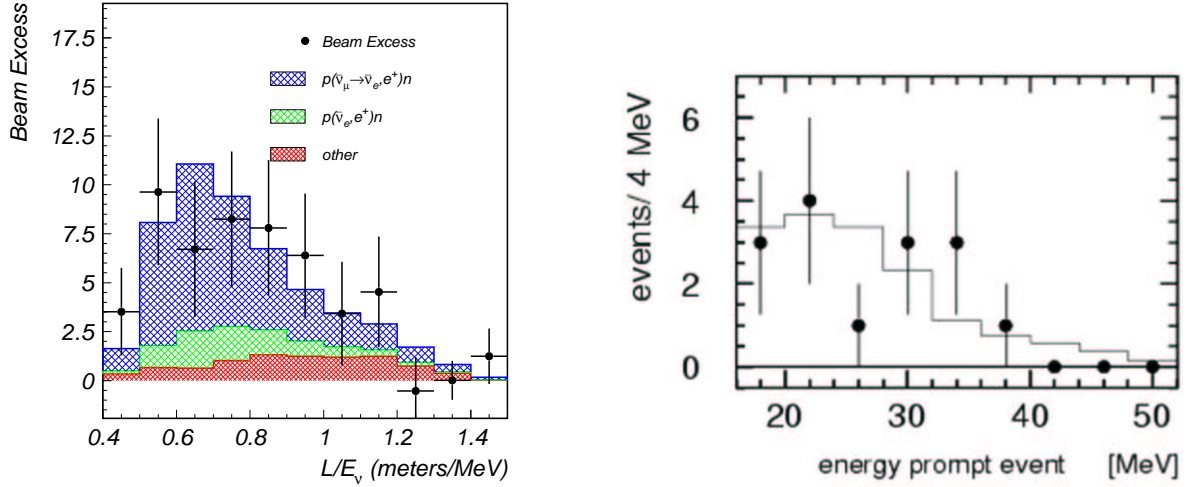 Beam Excess
17.5
15
12.5
10
7.5
5
2.5
0
0.4
0.6
0.8
1
1.2
1.4
L/Eν (meters/MeV)
Beam Excess
p(ν̄μ→ν̄e,e+)n
p(ν̄e,e+)n
other
events/ 4 MeV
6
4
2
0
20
30
40
50
energy prompt event [MeV]